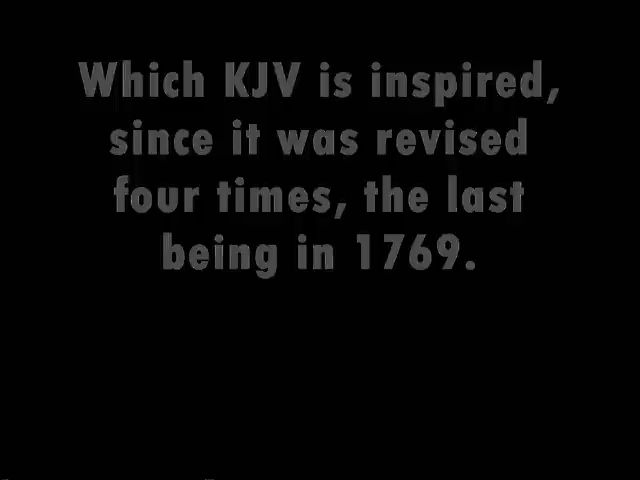 Which KJV is inspired,
since it was revised
four times, the last
being in 1769.